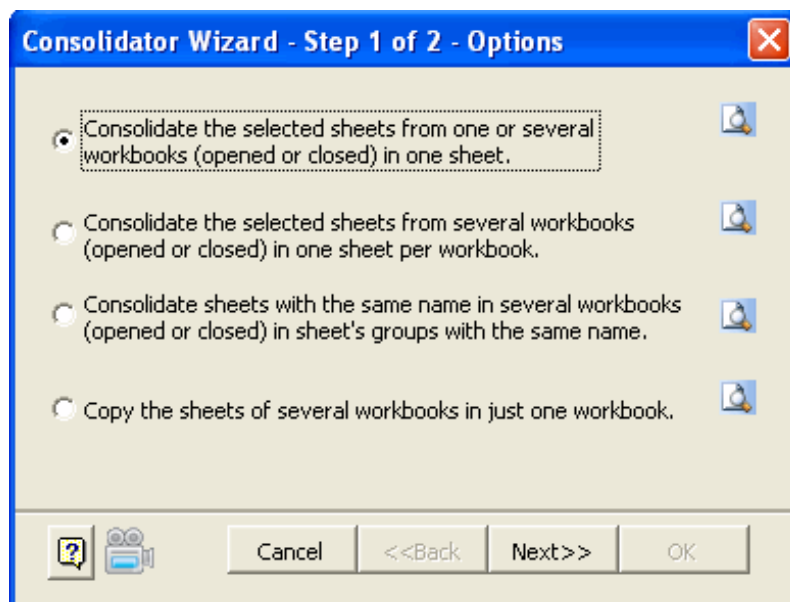 Consolidator Wizard - Step 1 of 2 - Options
Consolidate the selected sheets from one or several
workbooks (opened or closed) in one sheet.
Consolidate the selected sheets from several workbooks
(opened or closed) in one sheet per workbook.
Consolidate sheets with the same name in several workbooks
(opened or closed) in sheet's groups with the same name.
Copy the sheets of several workbooks in just one workbook.
? Cancel <<Back Next>> OK